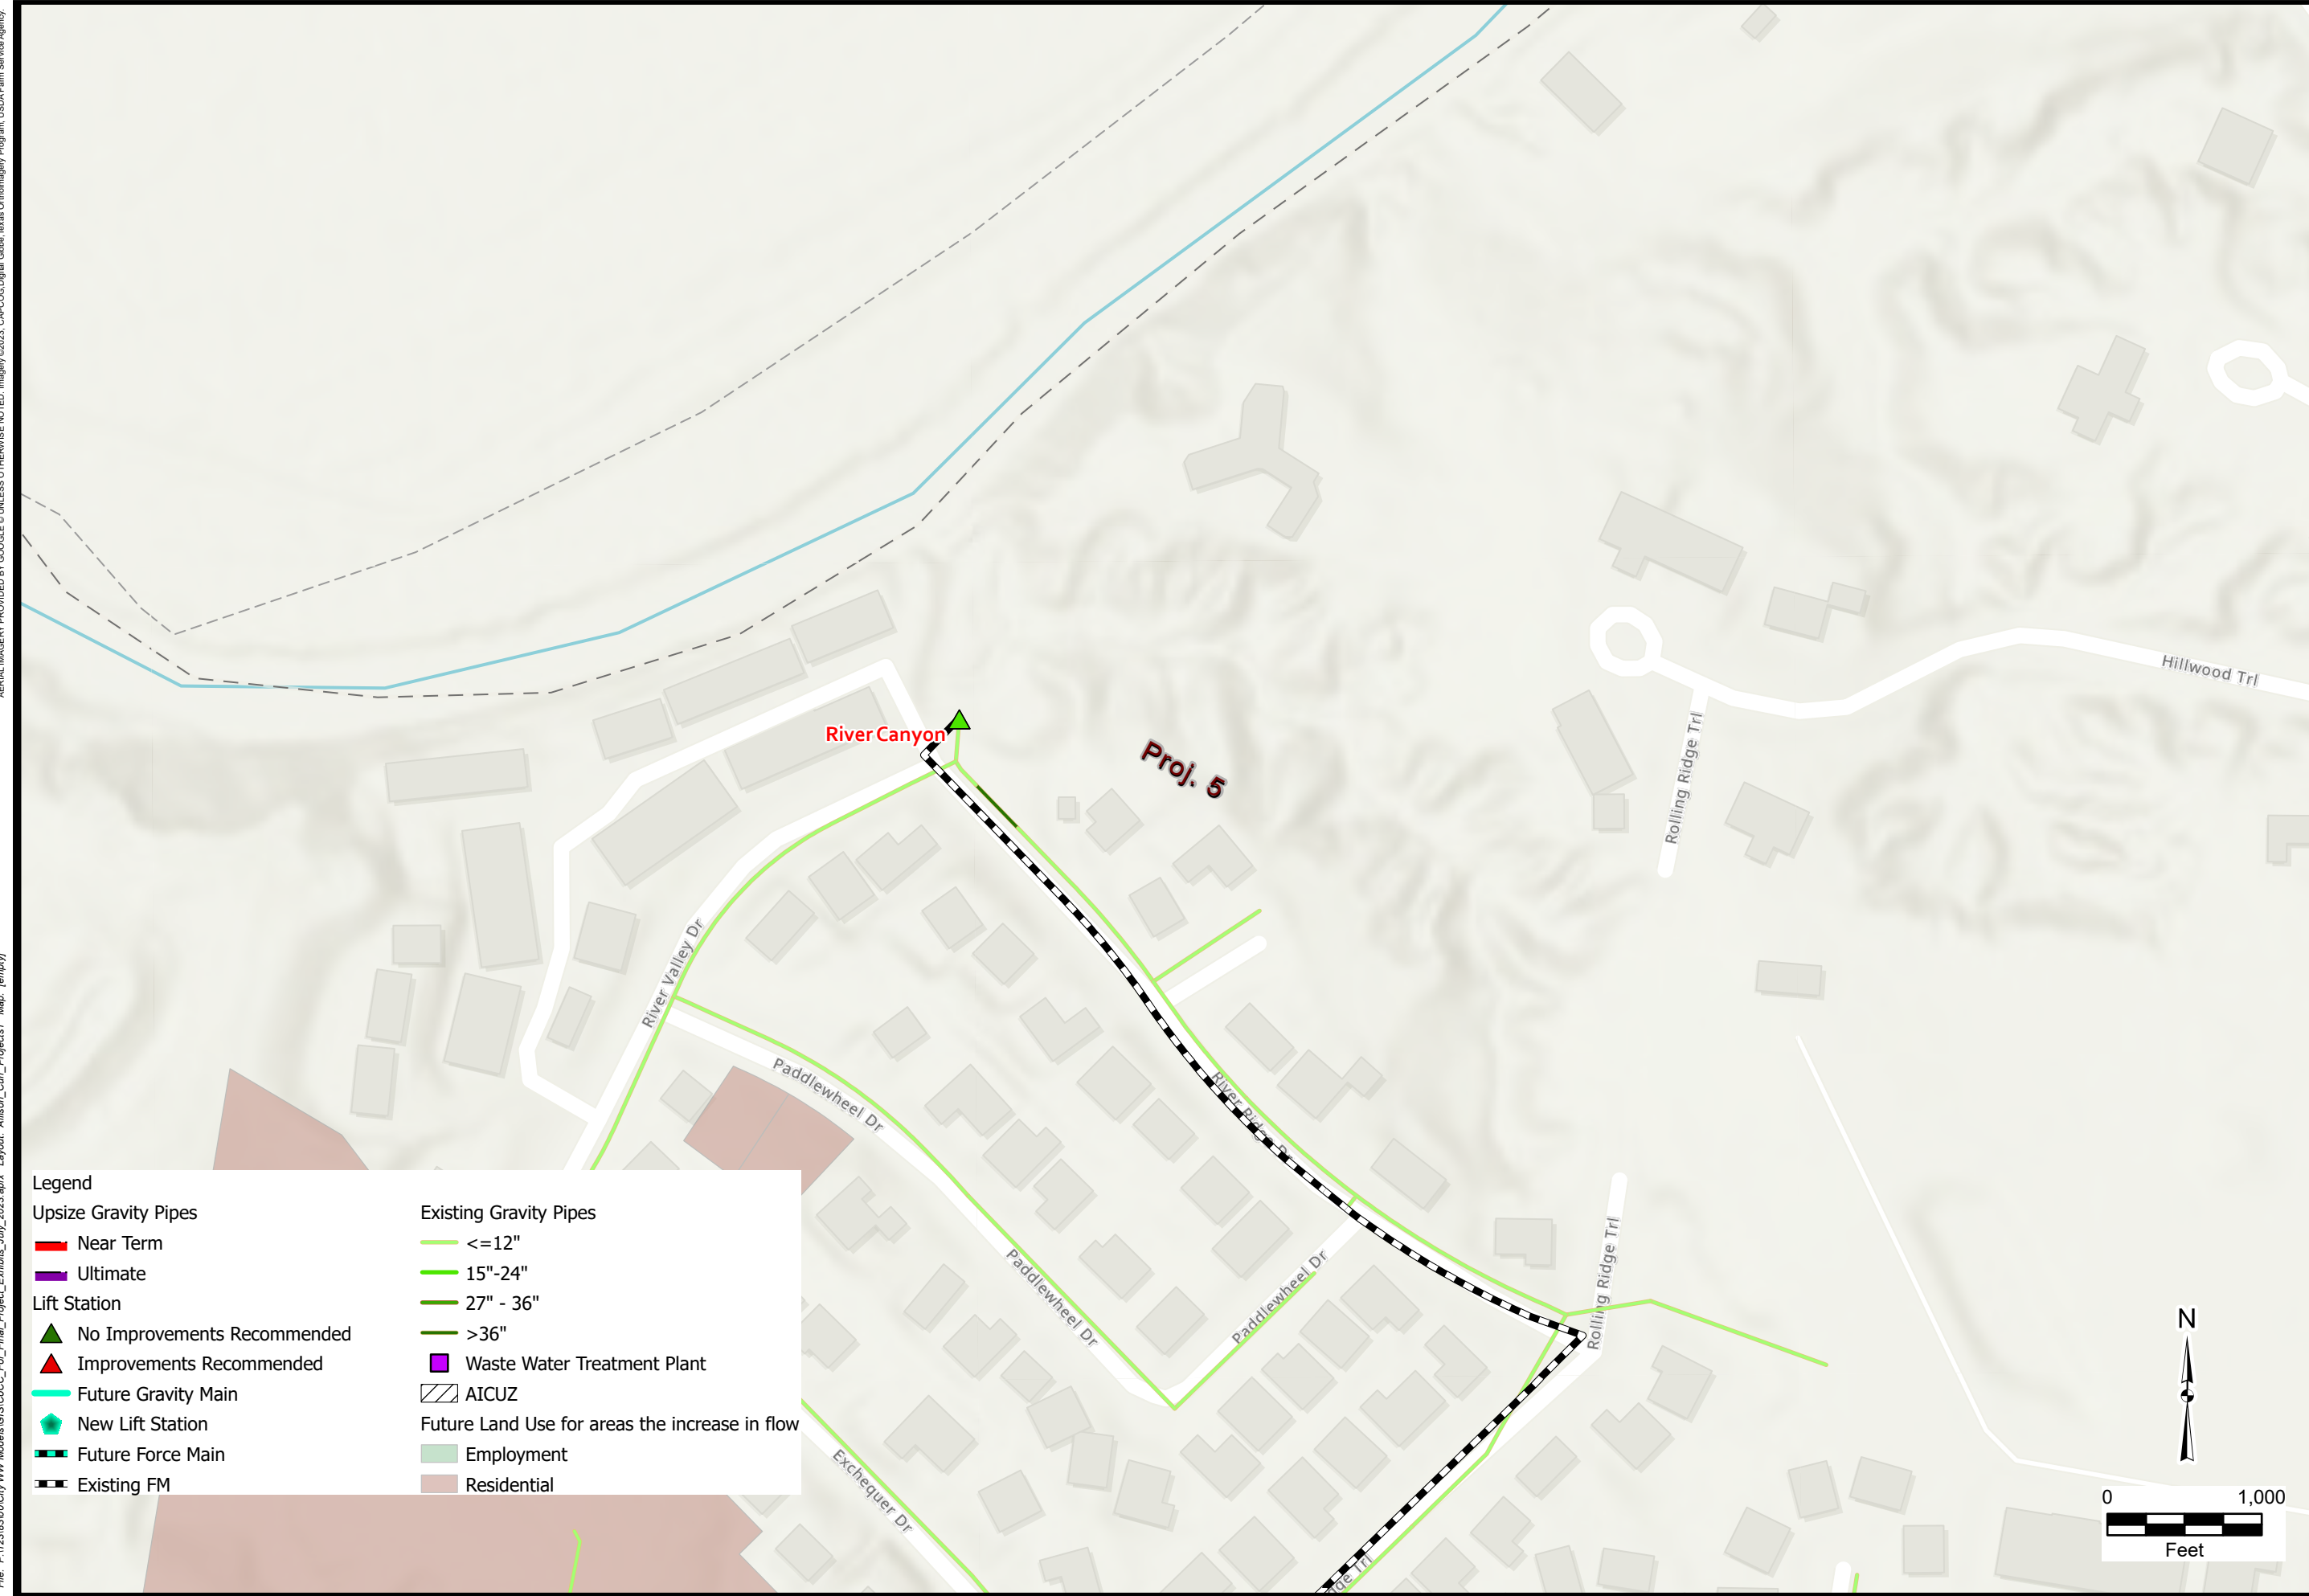 River Canyon
Proj. 5
Hillwood Trl
Rolling Ridge Trl
River Valley Dr
Paddlewheel Dr
River Ridge Dr
Paddlewheel Dr
Paddlewheel Dr
Rolling Ridge Trl
Exchequer Dr
Legend
Upsize Gravity Pipes
Near Term
Ultimate
Lift Station
No Improvements Recommended
Improvements Recommended
Future Gravity Main
New Lift Station
Future Force Main
Existing FM
Existing Gravity Pipes
<=12"
15"-24"
27" - 36"
>36"
Waste Water Treatment Plant
AICUZ
Future Land Use for areas the increase in flow
Employment
Residential
N
0 1,000
Feet